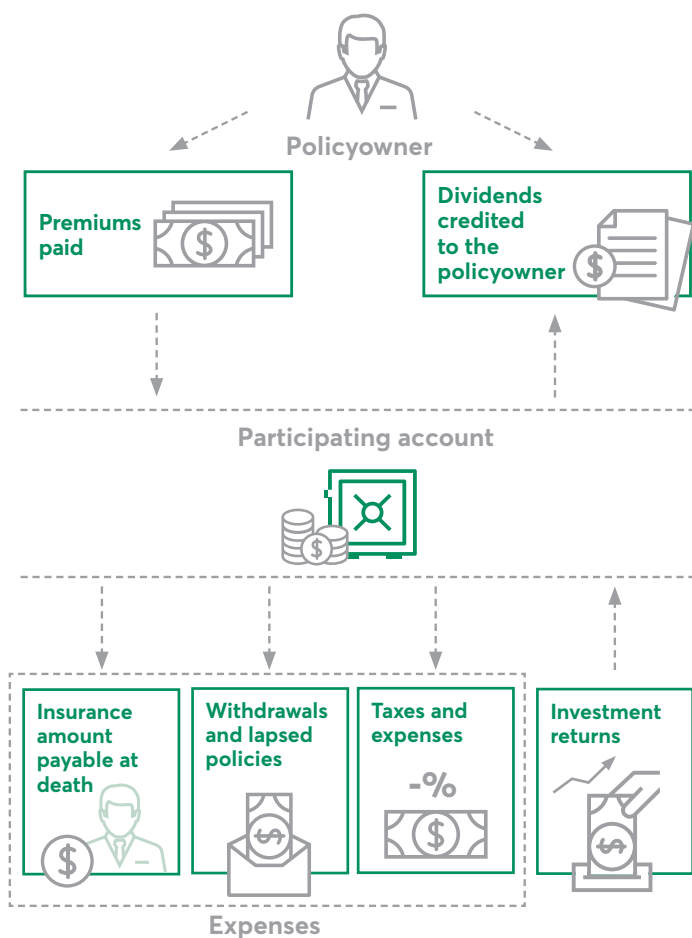 Policyowner
Premiums
paid
$
Dividends
credited
to the
policyowner
$
Participating account
$
Insurance
amount
payable at
death
$
Withdrawals
and lapsed
policies
$
Taxes and
expenses
-%
$
Investment
returns
$
Expenses